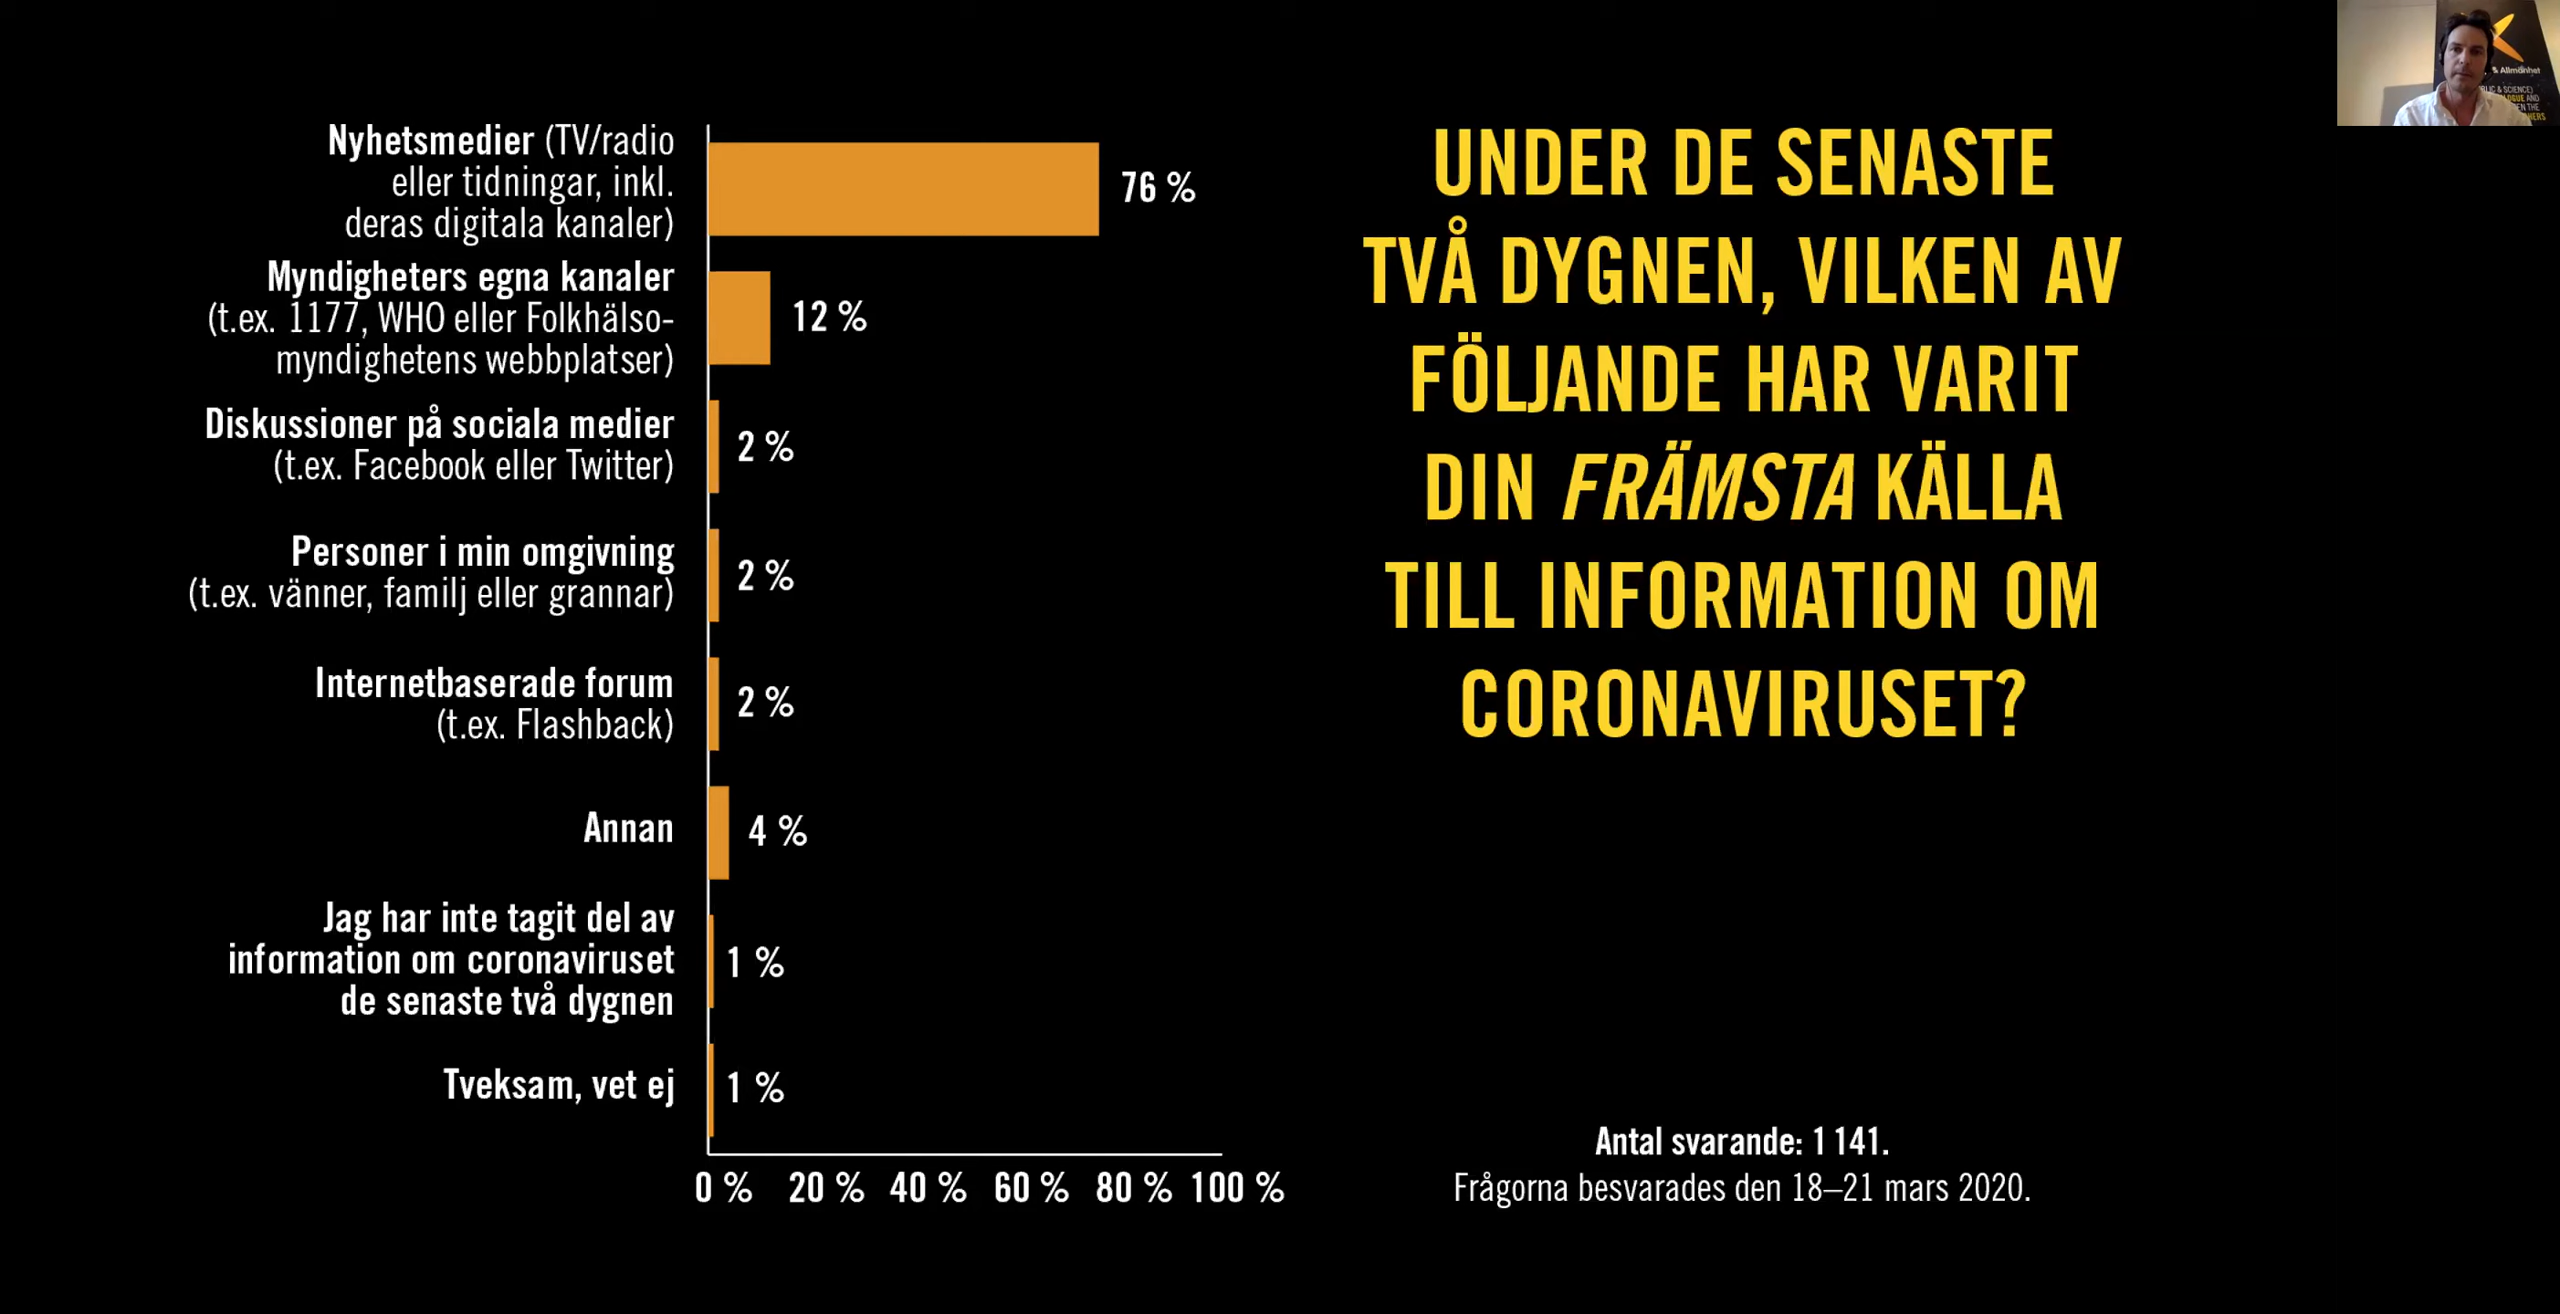 Nyhetsmedier (TV/radio
eller tidningar, inkl.
deras digitala kanaler)
76 %
Myndigheters egna kanaler
(t.ex. 1177, WHO eller Folkhälso-
myndighetens webbplatser)
12 %
Diskussioner på sociala medier
(t.ex. Facebook eller Twitter)
2 %
Personer i min omgivning
(t.ex. vänner, familj eller grannar)
2 %
Internetbaserade forum
(t.ex. Flashback)
2 %
Annan
4 %
Jag har inte tagit del av
information om coronaviruset
de senaste två dygnen
1 %
Tveksam, vet ej
1 %
0 % 20 % 40 % 60 % 80 % 100 %
UNDER DE SENASTE
TVÅ DYGNEN, VILKEN AV
FÖLJANDE HAR VARIT
DIN FRÄMSTA KÄLLA
TILL INFORMATION OM
CORONAVIRUSET?
Antal svarande: 1 141.
Frågorna besvarades den 18–21 mars 2020.
& Allmänhet
& SCIENCE)
AND
THE